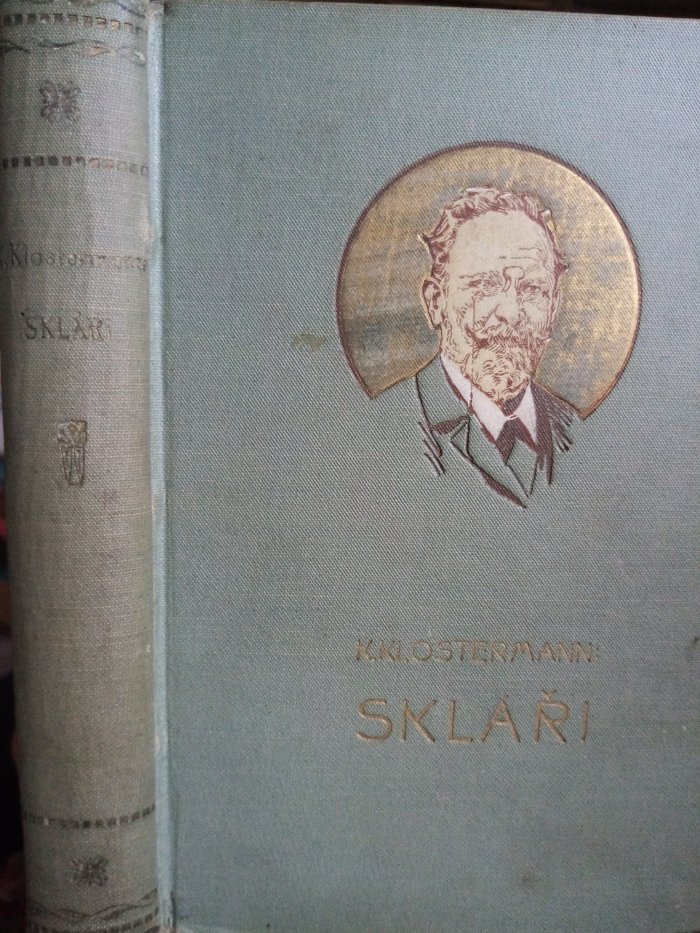 K. Klostermann
SKLÁŘI
K. KLOSTERMANN:
SKLÁŘI